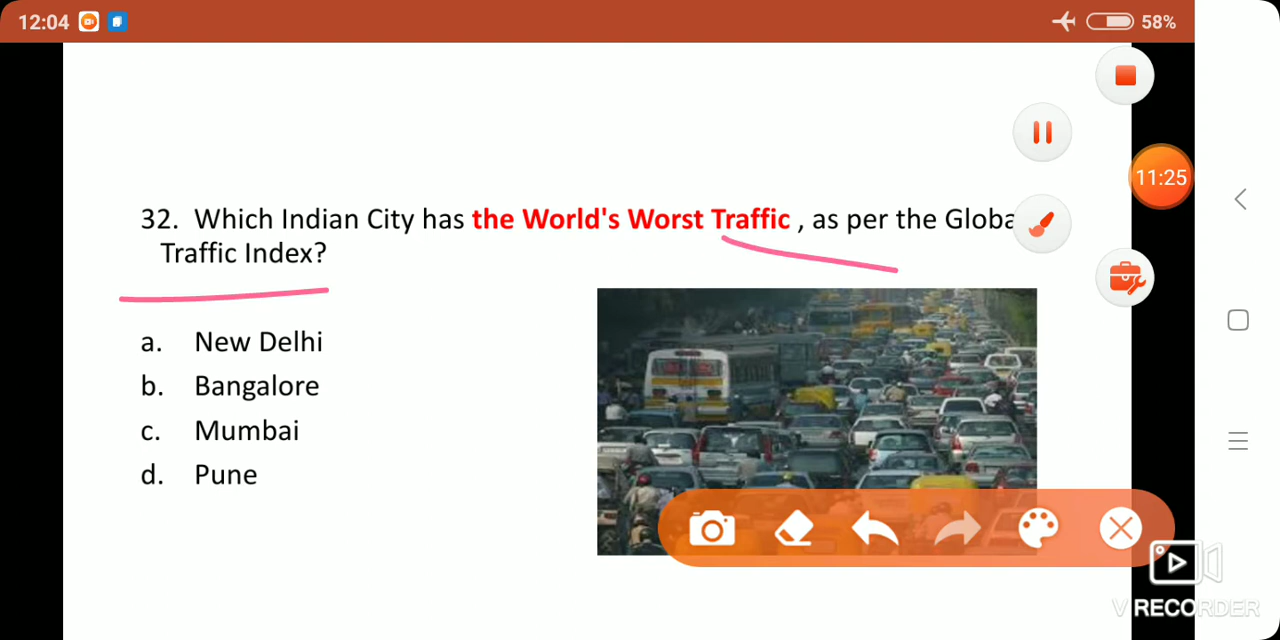 12:04
58%
11:25
32. Which Indian City has the World's Worst Traffic , as per the Globa
Traffic Index?
a. New Delhi
b. Bangalore
c. Mumbai
d. Pune
V RECORDER